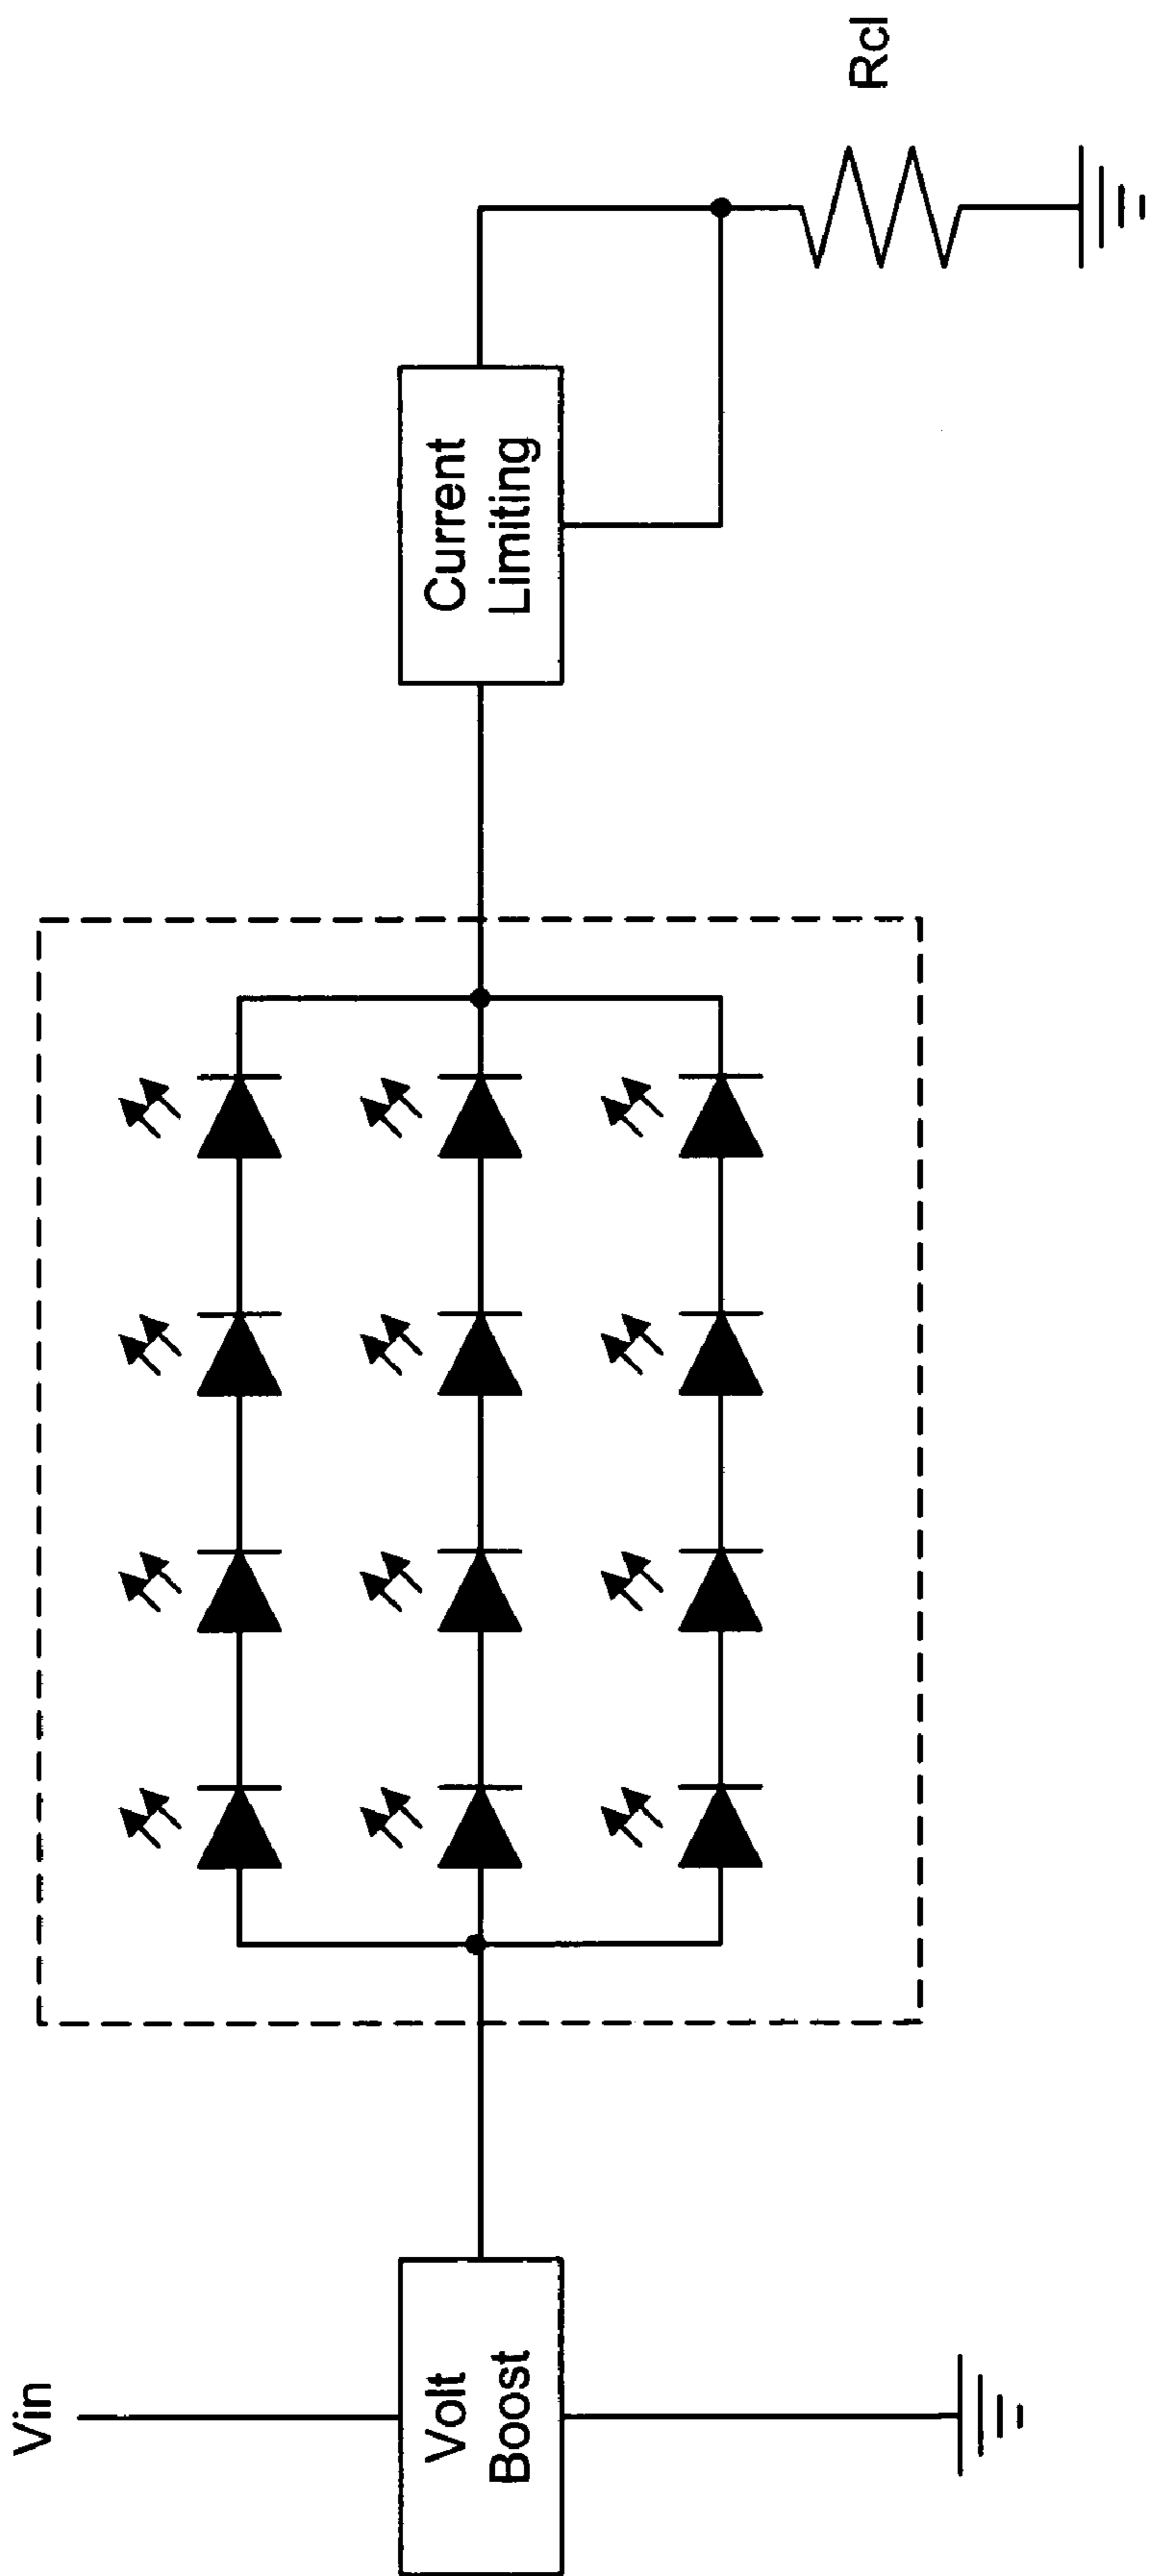 Vin
Volt
Boost
Current
Limiting
Rcl